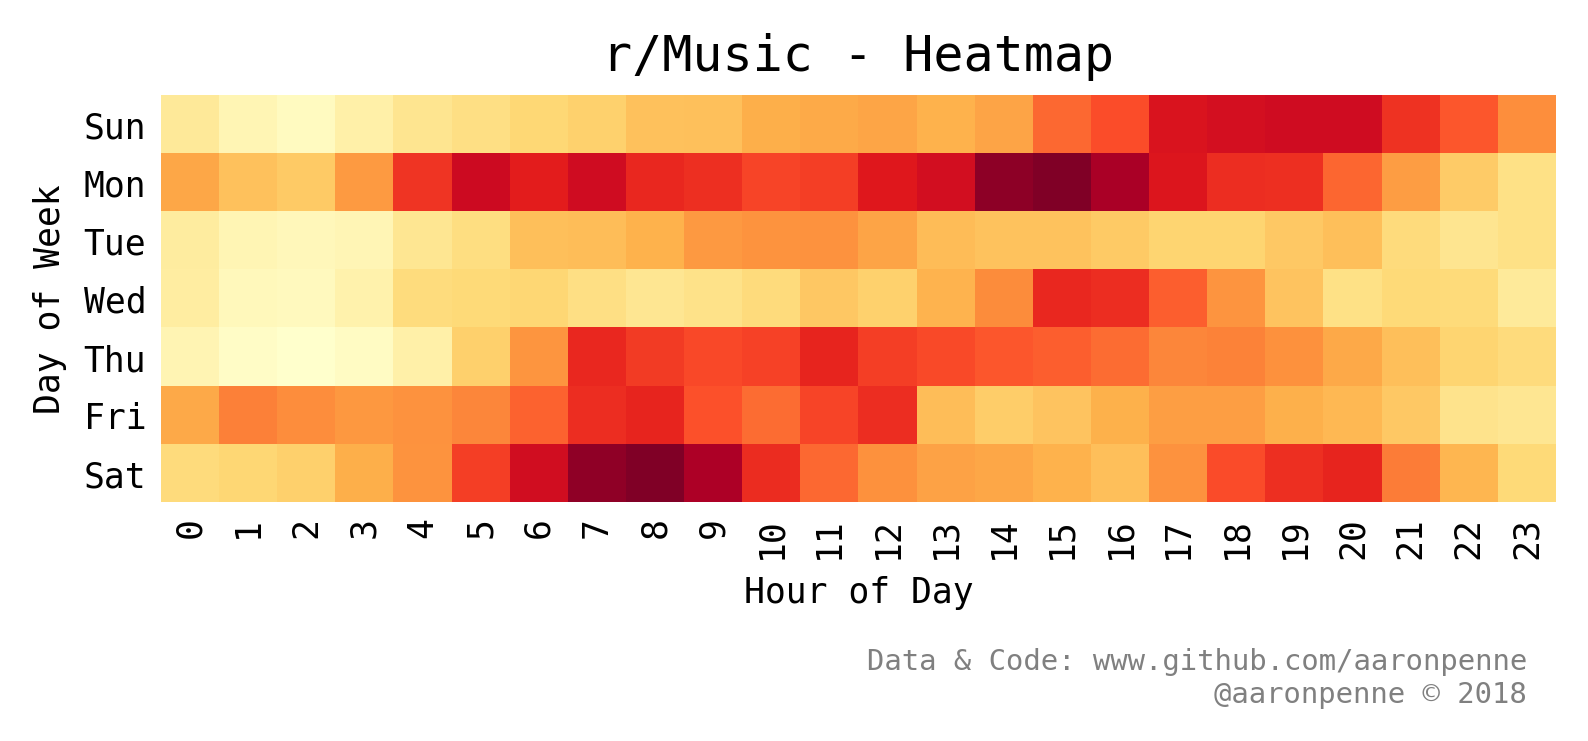 r/Music - Heatmap
Day of Week
Sun
Mon
Tue
Wed
Thu
Fri
Sat
0 1 2 3 4 5 6 7 8 9 10 11 12 13 14 15 16 17 18 19 20 21 22 23
Hour of Day
Data & Code: www.github.com/aaronpenne
@aaronpenne © 2018